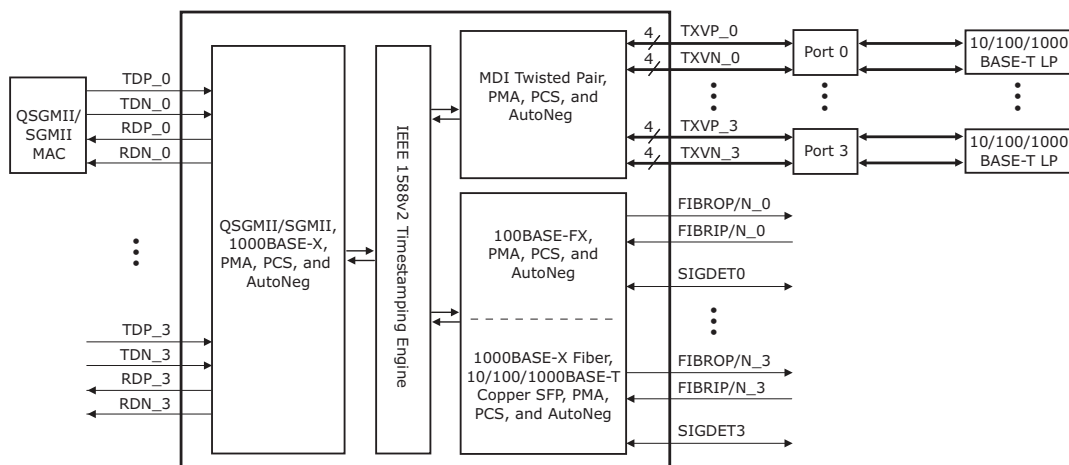 QSGMII/
SGMII
MAC
TDP_0
TDN_0
RDP_0
RDN_0
TDP_3
TDN_3
RDP_3
RDN_3
QSGMII/SGMII,
1000BASE-X,
PMA, PCS, and
AutoNeg
IEEE 1588v2 Timestamping Engine
MDI Twisted Pair,
PMA, PCS, and
AutoNeg
100BASE-FX,
PMA, PCS, and
AutoNeg
1000BASE-X Fiber,
10/100/1000BASE-T
Copper SFP, PMA,
PCS, and AutoNeg
4 TXVP_0
4 TXVN_0
4 TXVP_3
4 TXVN_3
FIBROP/N_0
FIBRIP/N_0
SIGDET0
FIBROP/N_3
FIBRIP/N_3
SIGDET3
Port 0
Port 3
10/100/1000
BASE-T LP
10/100/1000
BASE-T LP